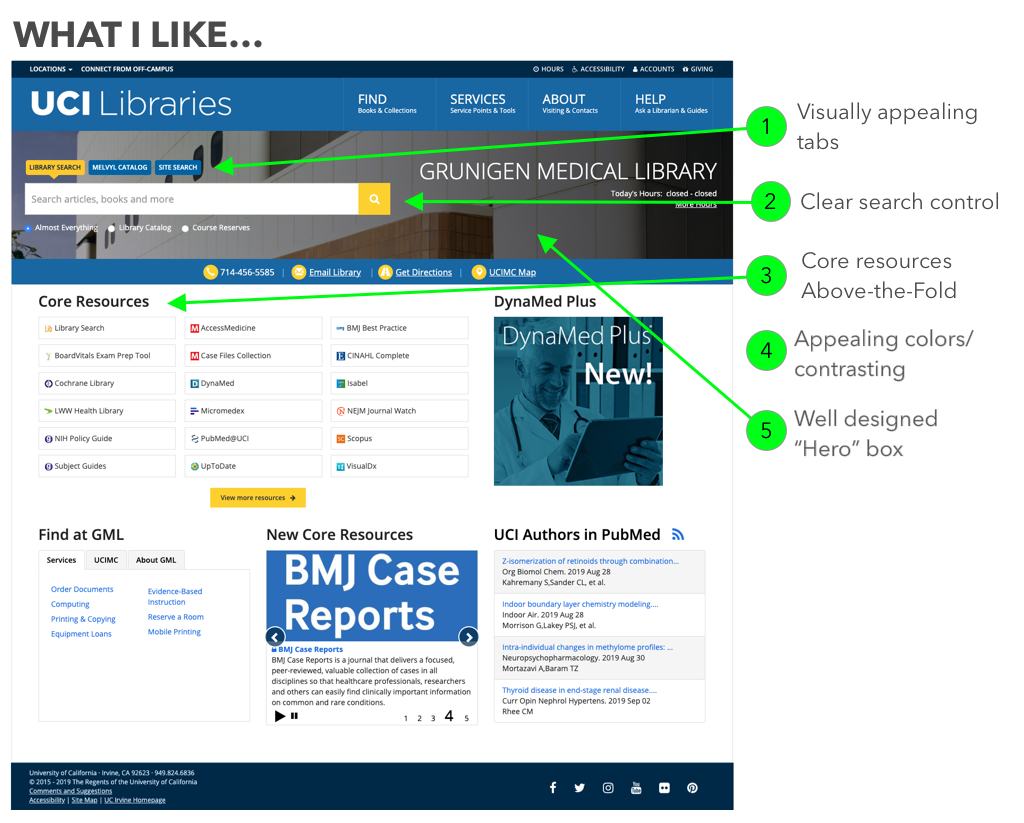 WHAT I LIKE...
LOCATIONS CONNECT FROM OFF-CAMPUS
HOURS ACCESSIBILITY ACCOUNTS GIVING
UCI Libraries
FIND
Books & Collections
SERVICES
Service Points & Tools
ABOUT
Visiting & Contacts
HELP
Ask a Librarian & Guides
LIBRARY SEARCH MELVYL CATALOG SITE SEARCH
Search articles, books and more
Almost Everything Library Catalog Course Reserves
GRUNIGEN MEDICAL LIBRARY
Today's Hours: closed - closed
More Hours
714-456-5585 | Email Library | Get Directions | UCIMC Map
1 Visually appealing
tabs
2 Clear search control
3 Core resources
Above-the-Fold
4 Appealing colors/
contrasting
5 Well designed
“Hero” box
Core Resources
Library Search AccessMedicine BMJ Best Practice
BoardVitals Exam Prep Tool Case Files Collection CINAHL Complete
Cochrane Library DynaMed Isabel
LWW Health Library Micromedex NEJM Journal Watch
NIH Policy Guide PubMed@UCI Scopus
Subject Guides UpToDate VisualDx
View more resources
DynaMed Plus
DynaMed Plus
New!
Find at GML
Services UCIMC About GML
Order Documents
Computing
Printing & Copying
Equipment Loans
Evidence-Based
Instruction
Reserve a Room
Mobile Printing
New Core Resources
BMJ Case
Reports
BMJ Case Reports
BMJ Case Reports is a journal that delivers a focused,
peer-reviewed, valuable collection of cases in all
disciplines so that healthcare professionals, researchers
and others can easily find clinically important information
on common and rare conditions.
1 2 3 4 5
UCI Authors in PubMed
Z-isomerization of retinoids through combination...
Org Biomol Chem. 2019 Aug 28
Kahremany S,Sander CL, et al.
Indoor boundary layer chemistry modeling....
Indoor Air. 2019 Aug 28
Morrison G,Lakey PSJ, et al.
Intra-individual changes in methylome profiles: ...
Neuropsychopharmacology. 2019 Aug 30
Mortazavi A,Baram TZ
Thyroid disease in end-stage renal disease....
Curr Opin Nephrol Hypertens. 2019 Sep 02
Rhee CM
University of California · Irvine, CA 92623 · 949.824.6836
© 2015 - 2019 The Regents of the University of California
Comments and Suggestions
Accessibility | Site Map | UC Irvine Homepage
You
Tube